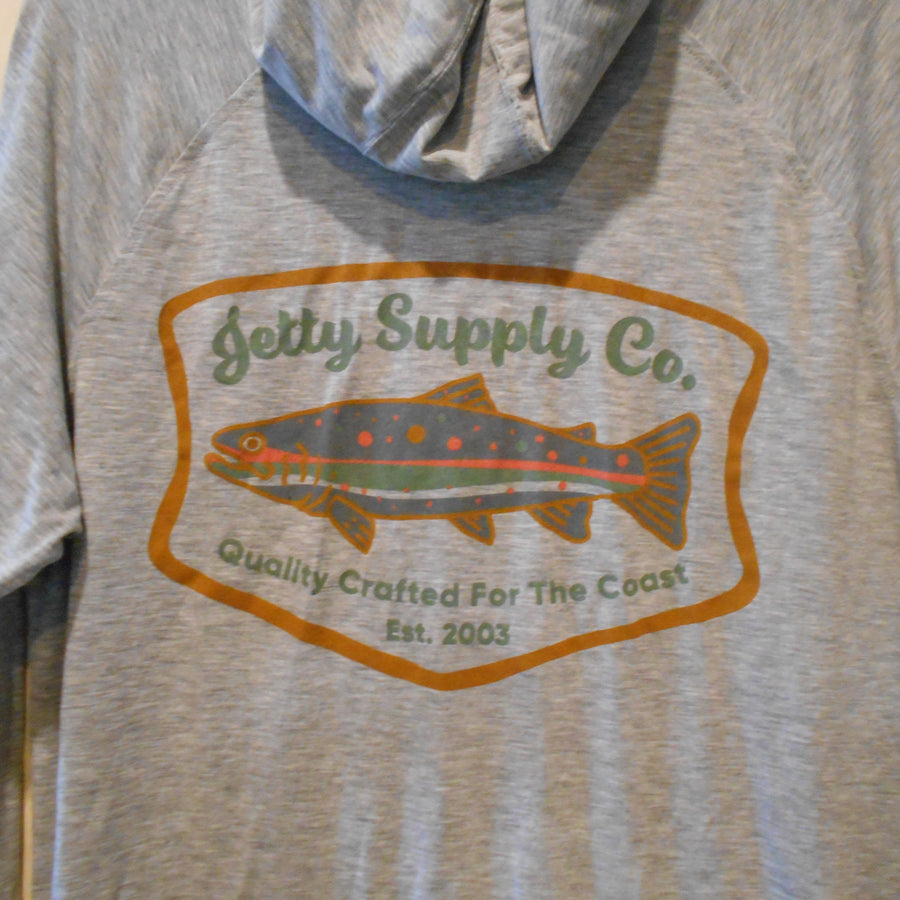 Jetty Supply Co.
Quality Crafted For The Coast
Est. 2003